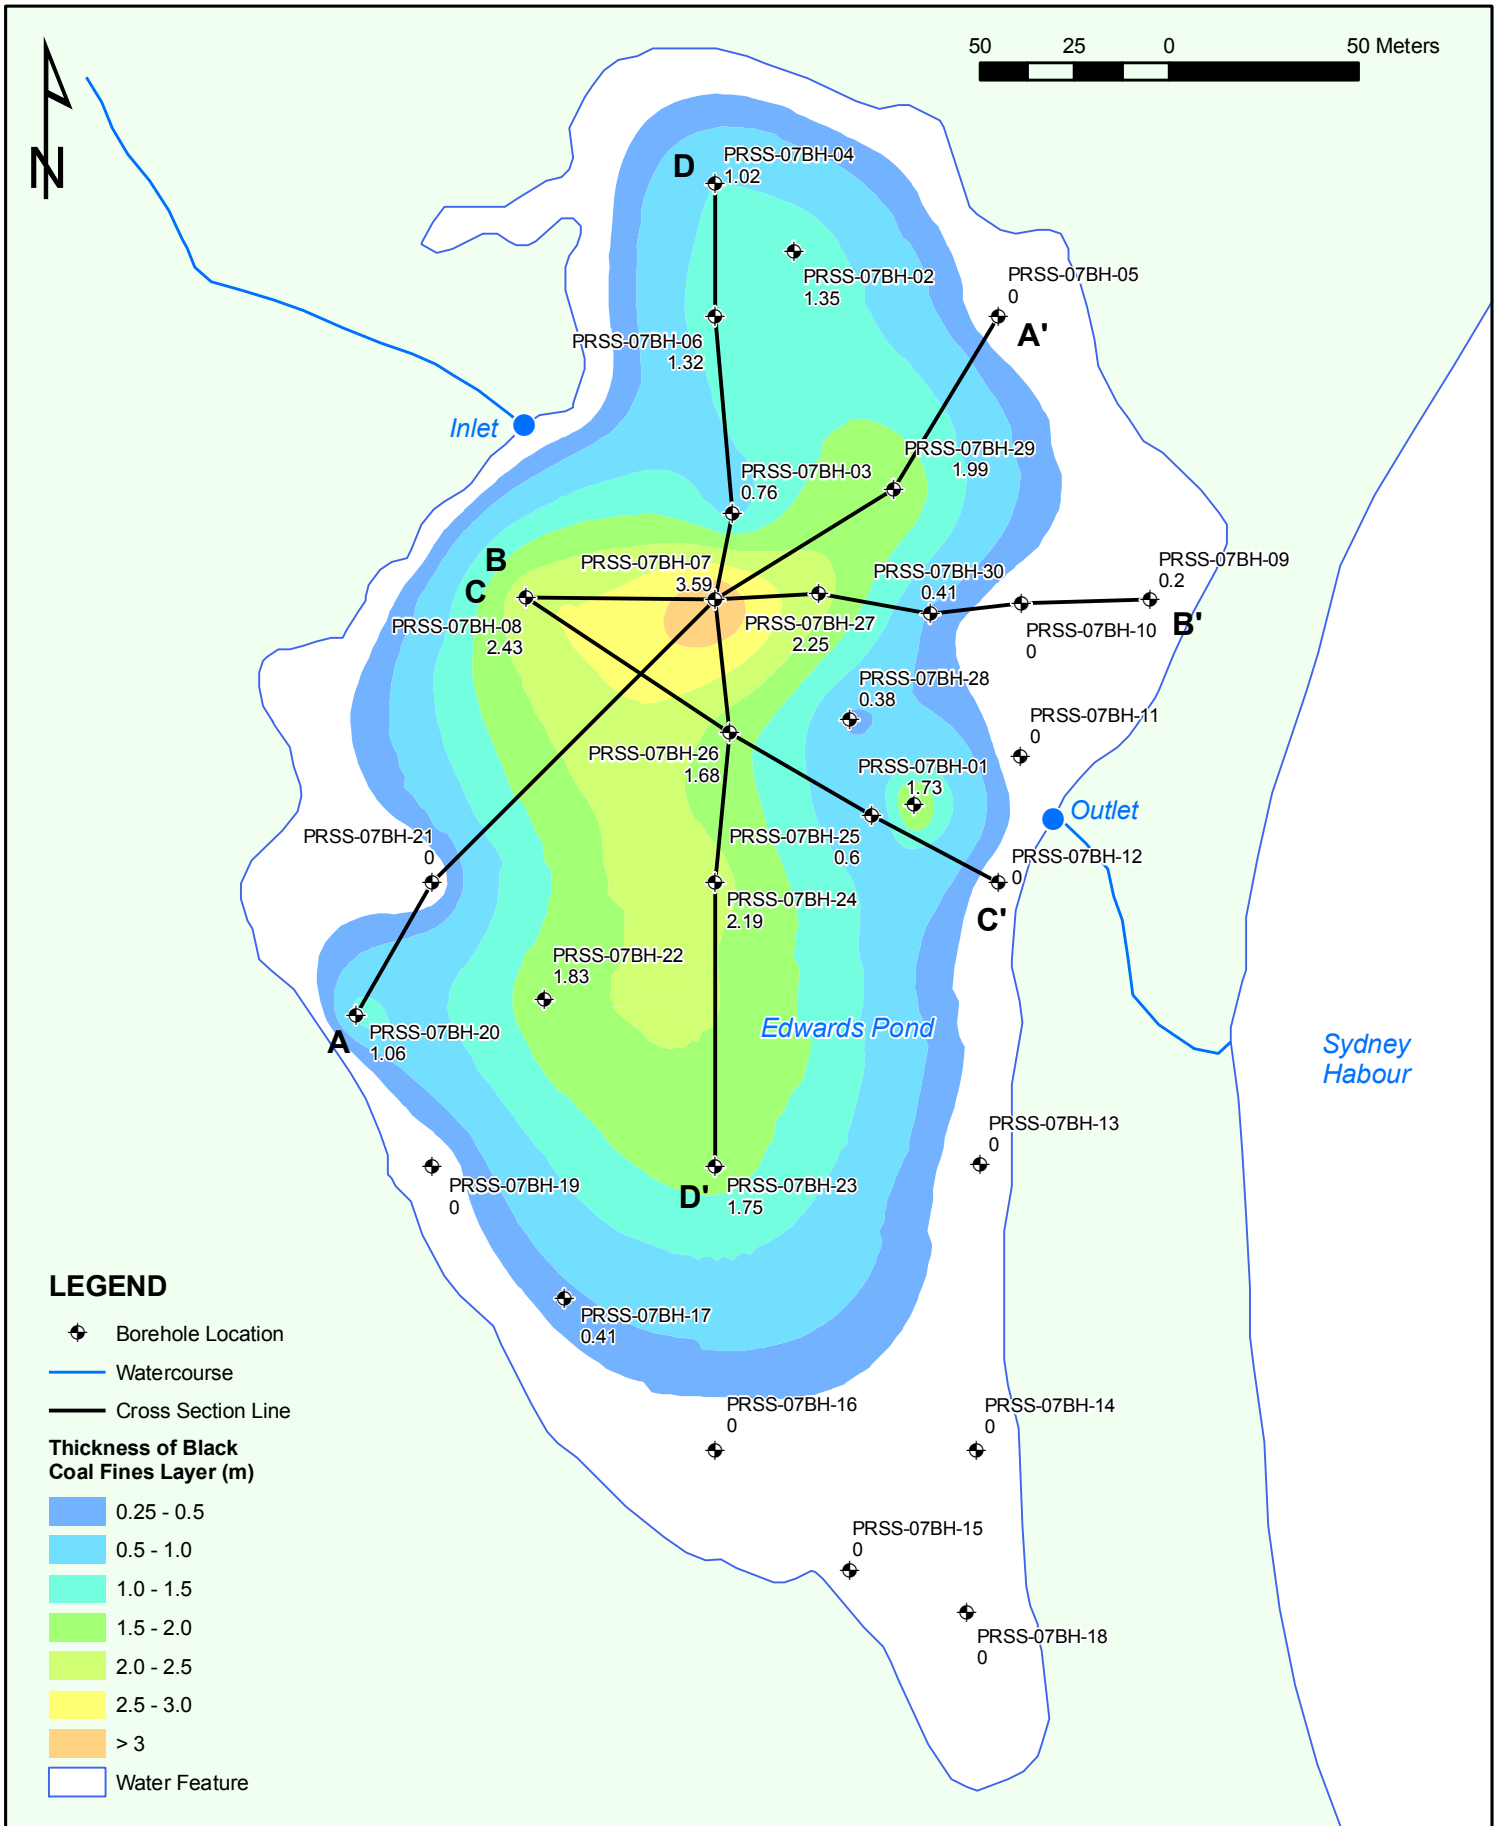 50 25 0 50 Meters
N
D
PRSS-07BH-04
1.02
PRSS-07BH-02
1.35
PRSS-07BH-05
0
A'
PRSS-07BH-06
1.32
Inlet
PRSS-07BH-29
1.99
PRSS-07BH-03
0.76
B
C
PRSS-07BH-07
3.59
PRSS-07BH-30
0.41
PRSS-07BH-09
0.2
B'
PRSS-07BH-08
2.43
PRSS-07BH-27
2.25
PRSS-07BH-10
0
PRSS-07BH-28
0.38
PRSS-07BH-11
0
PRSS-07BH-26
1.68
PRSS-07BH-01
1.73
Outlet
PRSS-07BH-21
0
PRSS-07BH-25
0.6
PRSS-07BH-12
0
C'
PRSS-07BH-24
2.19
PRSS-07BH-22
1.83
Edwards Pond
A
PRSS-07BH-20
1.06
Sydney
Habour
PRSS-07BH-13
0
PRSS-07BH-19
0
D'
PRSS-07BH-23
1.75
PRSS-07BH-17
0.41
PRSS-07BH-16
0
PRSS-07BH-14
0
PRSS-07BH-15
0
PRSS-07BH-18
0
LEGEND
Borehole Location
Watercourse
Cross Section Line
Thickness of Black
Coal Fines Layer (m)
0.25 - 0.5
0.5 - 1.0
1.0 - 1.5
1.5 - 2.0
2.0 - 2.5
2.5 - 3.0
> 3
Water Feature